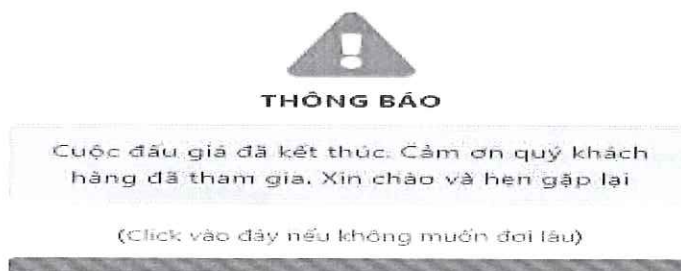 THÔNG BÁO
Cuộc đấu giá đã kết thúc. Cảm ơn quý khách
hàng đã tham gia. Xin chào và hẹn gặp lại
(Click vào đây nếu không muốn đợi lâu)